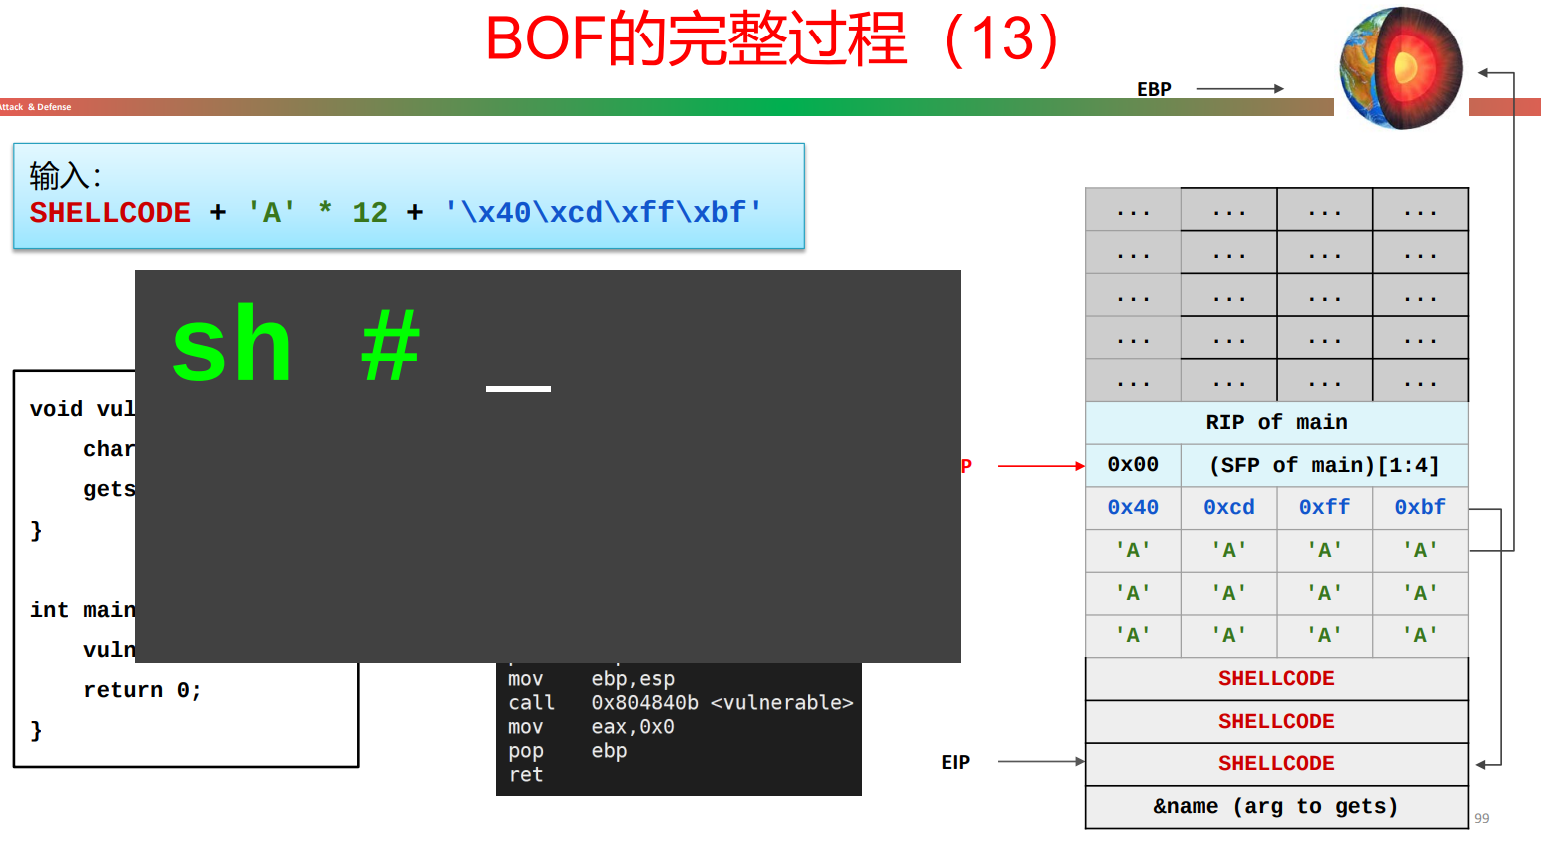 BOF的完整过程（13）
EBP
Attack & Defense
输入：
SHELLCODE + 'A' * 12 + '\x40\xcd\xff\xbf'
sh # _
void vul
char
gets
}
int main
vuln
return 0;
}
mov ebp,esp
call 0x804840b <vulnerable>
mov eax,0x0
pop ebp
ret
... ... ... ...
... ... ... ...
... ... ... ...
... ... ... ...
... ... ... ...
RIP of main
P
0x00 (SFP of main)[1:4]
0x40 0xcd 0xff 0xbf
'A' 'A' 'A' 'A'
'A' 'A' 'A' 'A'
'A' 'A' 'A' 'A'
SHELLCODE
SHELLCODE
EIP
SHELLCODE
&name (arg to gets)
99